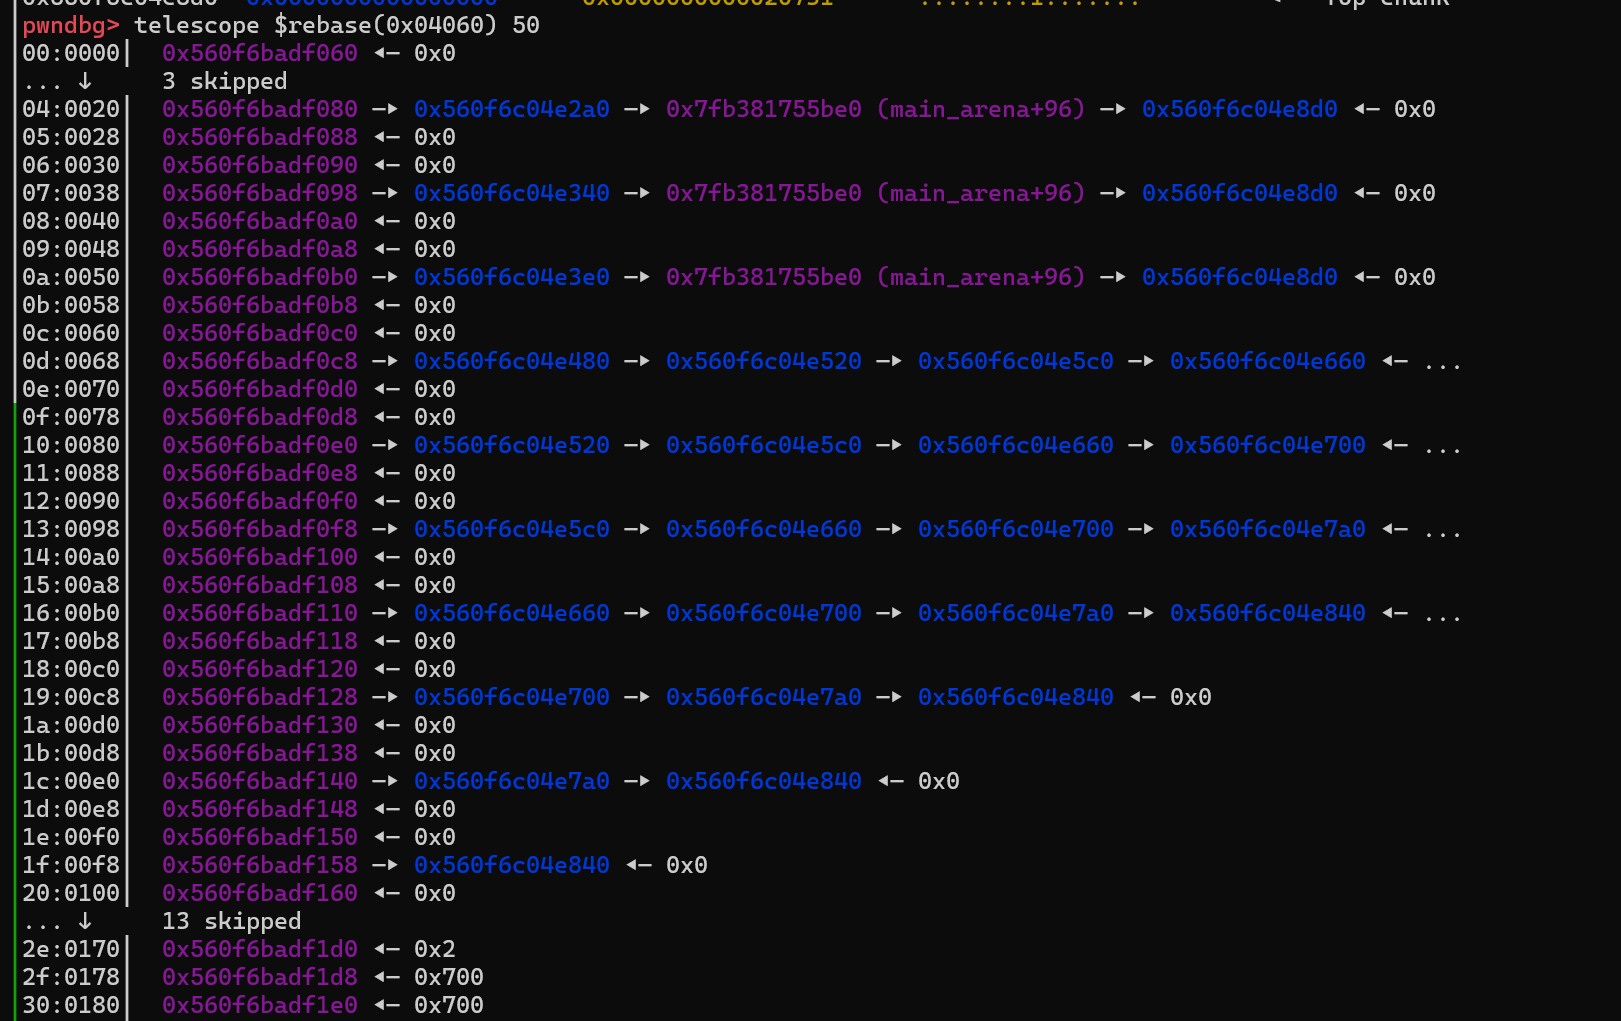 pwndbg> telescope $rebase(0x04060) 50
00:0000│  0x560f6badf060 ◂— 0x0
... ↓     3 skipped
04:0020│  0x560f6badf080 —▸ 0x560f6c04e2a0 —▸ 0x7fb381755be0 (main_arena+96) —▸ 0x560f6c04e8d0 ◂— 0x0
05:0028│  0x560f6badf088 ◂— 0x0
06:0030│  0x560f6badf090 ◂— 0x0
07:0038│  0x560f6badf098 —▸ 0x560f6c04e340 —▸ 0x7fb381755be0 (main_arena+96) —▸ 0x560f6c04e8d0 ◂— 0x0
08:0040│  0x560f6badf0a0 ◂— 0x0
09:0048│  0x560f6badf0a8 ◂— 0x0
0a:0050│  0x560f6badf0b0 —▸ 0x560f6c04e3e0 —▸ 0x7fb381755be0 (main_arena+96) —▸ 0x560f6c04e8d0 ◂— 0x0
0b:0058│  0x560f6badf0b8 ◂— 0x0
0c:0060│  0x560f6badf0c0 ◂— 0x0
0d:0068│  0x560f6badf0c8 —▸ 0x560f6c04e480 —▸ 0x560f6c04e520 —▸ 0x560f6c04e5c0 —▸ 0x560f6c04e660 ◂— ...
0e:0070│  0x560f6badf0d0 ◂— 0x0
0f:0078│  0x560f6badf0d8 ◂— 0x0
10:0080│  0x560f6badf0e0 —▸ 0x560f6c04e520 —▸ 0x560f6c04e5c0 —▸ 0x560f6c04e660 —▸ 0x560f6c04e700 ◂— ...
11:0088│  0x560f6badf0e8 ◂— 0x0
12:0090│  0x560f6badf0f0 ◂— 0x0
13:0098│  0x560f6badf0f8 —▸ 0x560f6c04e5c0 —▸ 0x560f6c04e660 —▸ 0x560f6c04e700 —▸ 0x560f6c04e7a0 ◂— ...
14:00a0│  0x560f6badf100 ◂— 0x0
15:00a8│  0x560f6badf108 ◂— 0x0
16:00b0│  0x560f6badf110 —▸ 0x560f6c04e660 —▸ 0x560f6c04e700 —▸ 0x560f6c04e7a0 —▸ 0x560f6c04e840 ◂— ...
17:00b8│  0x560f6badf118 ◂— 0x0
18:00c0│  0x560f6badf120 ◂— 0x0
19:00c8│  0x560f6badf128 —▸ 0x560f6c04e700 —▸ 0x560f6c04e7a0 —▸ 0x560f6c04e840 ◂— 0x0
1a:00d0│  0x560f6badf130 ◂— 0x0
1b:00d8│  0x560f6badf138 ◂— 0x0
1c:00e0│  0x560f6badf140 —▸ 0x560f6c04e7a0 —▸ 0x560f6c04e840 ◂— 0x0
1d:00e8│  0x560f6badf148 ◂— 0x0
1e:00f0│  0x560f6badf150 ◂— 0x0
1f:00f8│  0x560f6badf158 —▸ 0x560f6c04e840 ◂— 0x0
20:0100│  0x560f6badf160 ◂— 0x0
... ↓     13 skipped
2e:0170│  0x560f6badf1d0 ◂— 0x2
2f:0178│  0x560f6badf1d8 ◂— 0x700
30:0180│  0x560f6badf1e0 ◂— 0x700